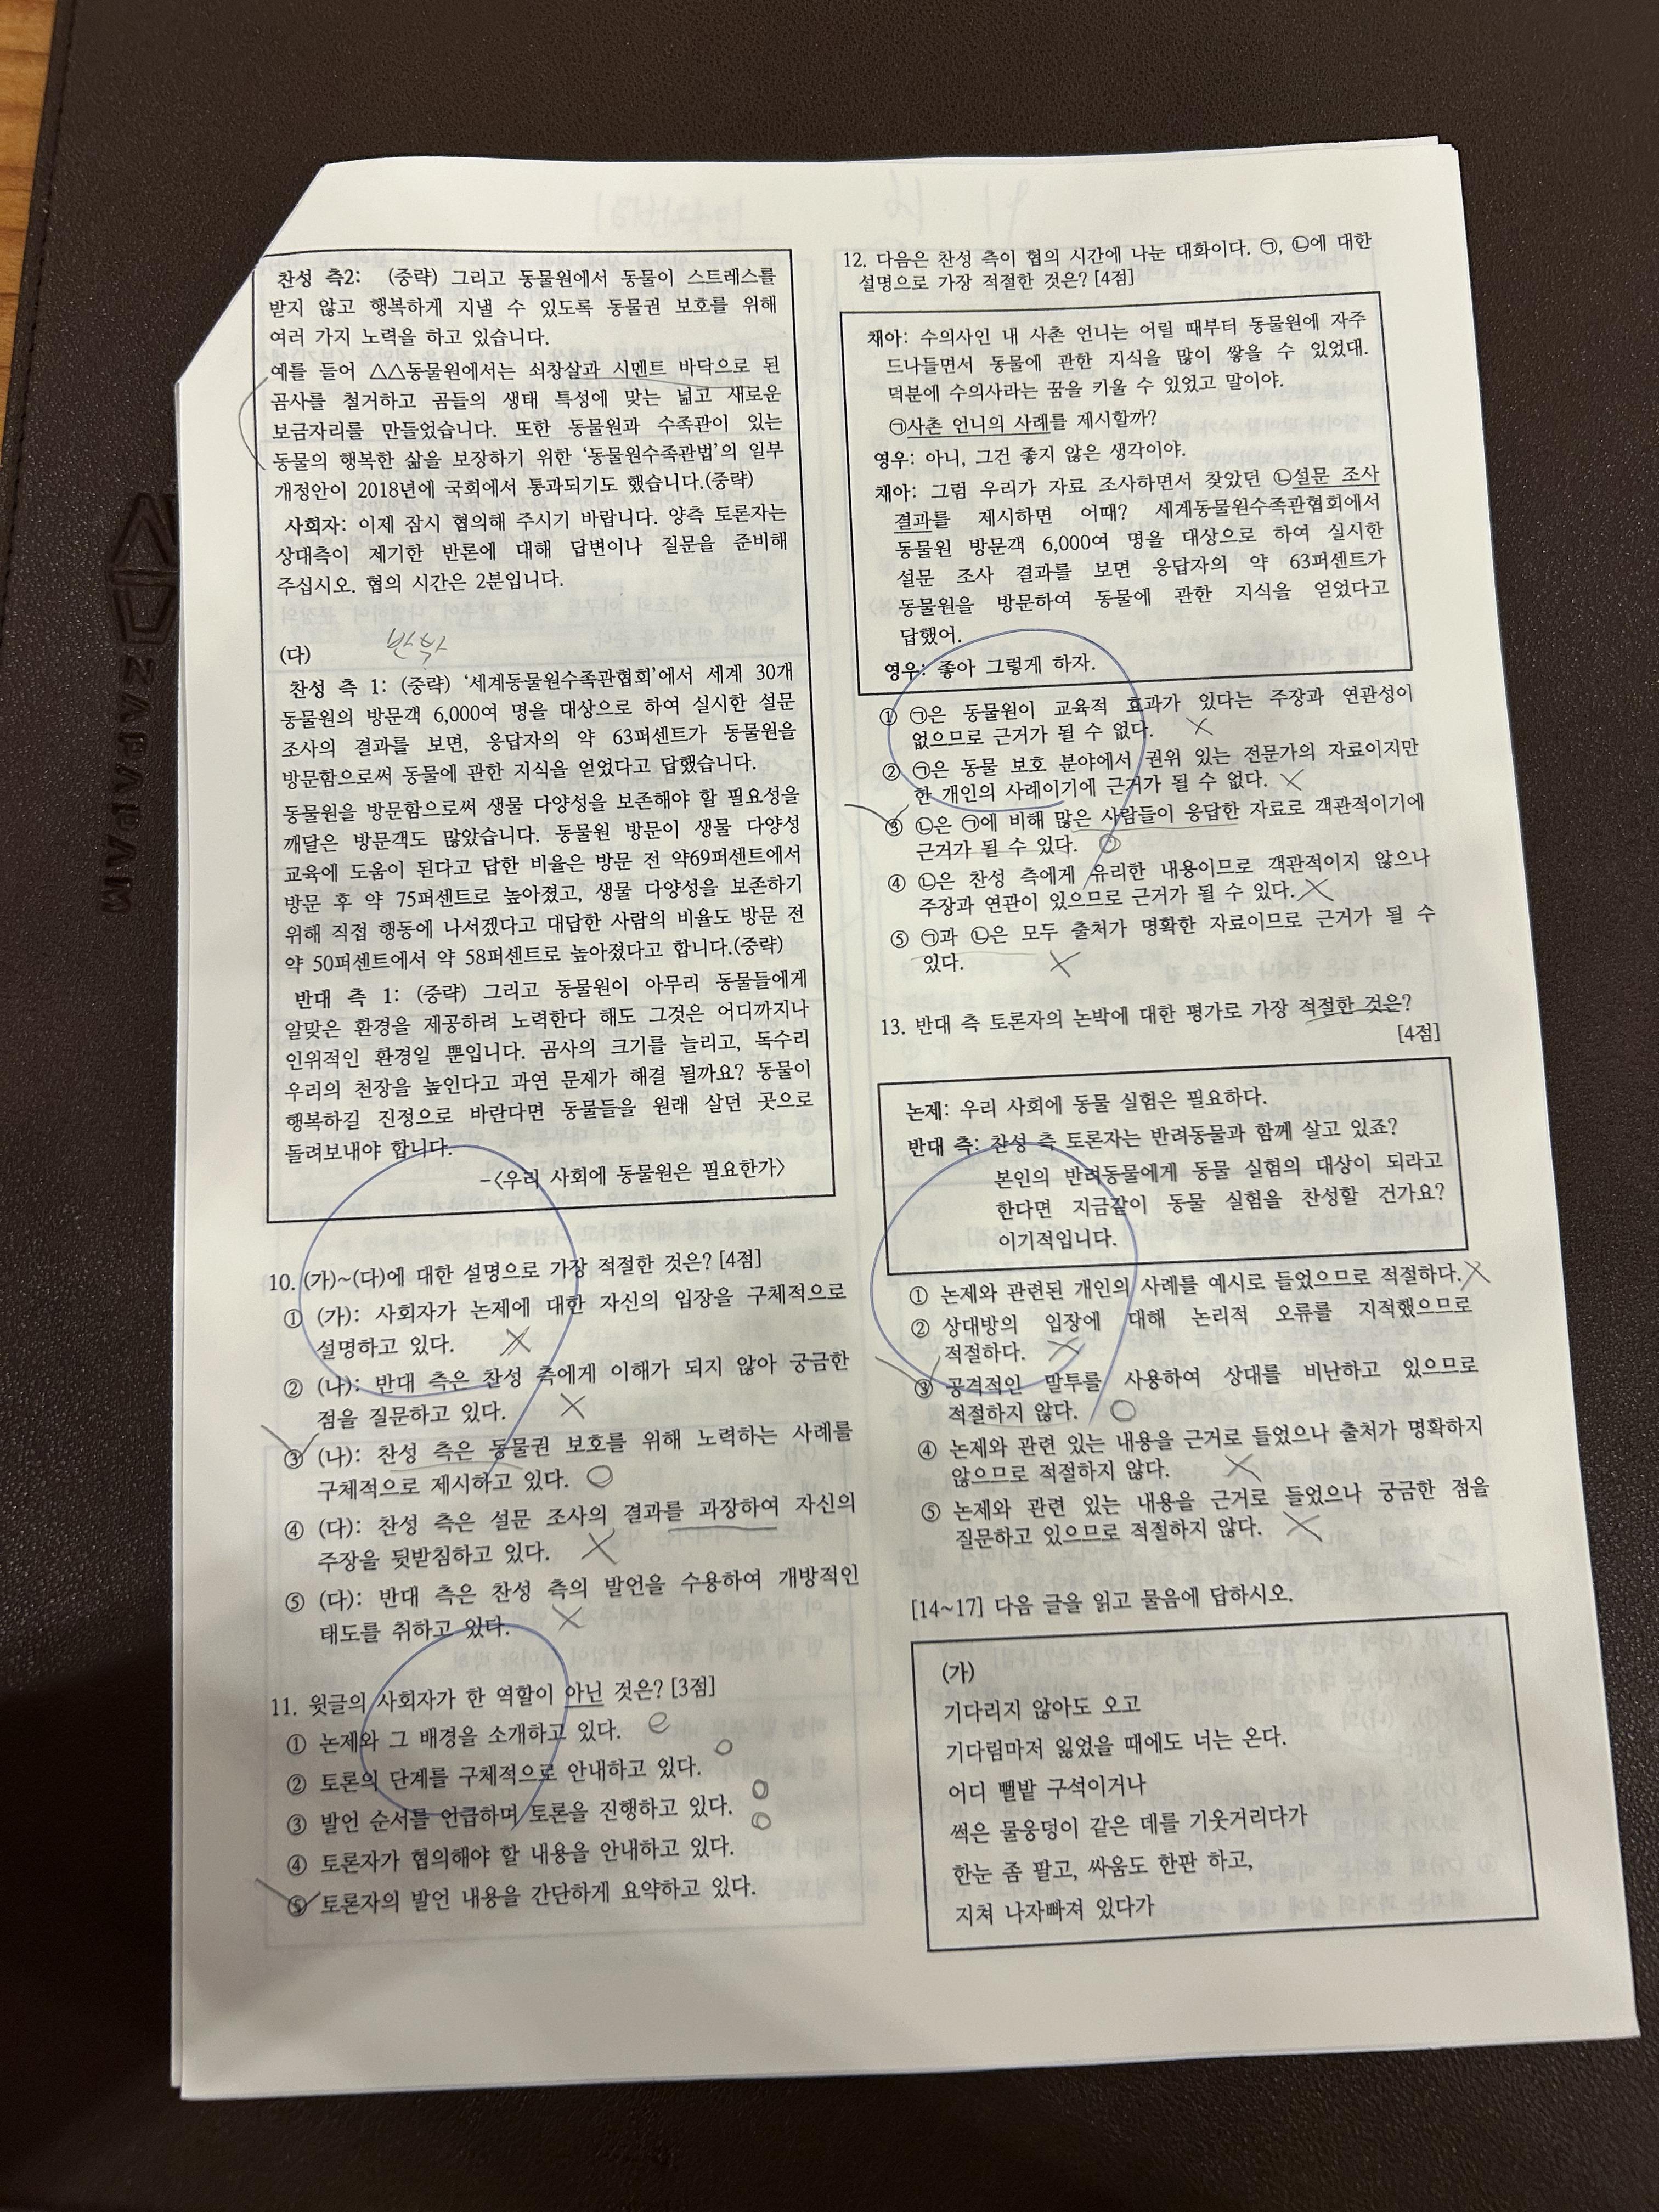 찬성 측2: (중략) 그리고 동물원에서 동물이 스트레스를
받지 않고 행복하게 지낼 수 있도록 동물권 보호를 위해
여러 가지 노력을 하고 있습니다.
예를 들어 △△동물원에서는 쇠창살과 시멘트 바닥으로 된
곰사를 철거하고 곰들의 생태 특성에 맞는 넓고 새로운
보금자리를 만들었습니다. 또한 동물원과 수족관이 있는
동물의 행복한 삶을 보장하기 위한 '동물원수족관법'의 일부
개정안이 2018년에 국회에서 통과되기도 했습니다.(중략)
사회자: 이제 잠시 협의해 주시기 바랍니다. 양측 토론자는
상대측이 제기한 반론에 대해 답변이나 질문을 준비해
주십시오. 협의 시간은 2분입니다.
반박
(다)
찬성 측 1: (중략) '세계동물원수족관협회'에서 세계 30개
동물원의 방문객 6,000여 명을 대상으로 하여 실시한 설문
조사의 결과를 보면, 응답자의 약 63퍼센트가 동물원을
방문함으로써 동물에 관한 지식을 얻었다고 답했습니다.
동물원을 방문함으로써 생물 다양성을 보존해야 할 필요성을
깨달은 방문객도 많았습니다. 동물원 방문이 생물 다양성
교육에 도움이 된다고 답한 비율은 방문 전 약69퍼센트에서
방문 후 약 75퍼센트로 높아졌고, 생물 다양성을 보존하기
위해 직접 행동에 나서겠다고 대답한 사람의 비율도 방문 전
약 50퍼센트에서 약 58퍼센트로 높아졌다고 합니다.(중략)
반대 측 1: (중략) 그리고 동물원이 아무리 동물들에게
알맞은 환경을 제공하려 노력한다 해도 그것은 어디까지나
인위적인 환경일 뿐입니다. 곰사의 크기를 늘리고, 독수리
우리의 천장을 높인다고 과연 문제가 해결 될까요? 동물이
행복하길 진정으로 바란다면 동물들을 원래 살던 곳으로
돌려보내야 합니다.
-<우리 사회에 동물원은 필요한가>
10. (가)~(다)에 대한 설명으로 가장 적절한 것은? [4점]
① (가): 사회자가 논제에 대한 자신의 입장을 구체적으로
설명하고 있다.
② (나): 반대 측은 찬성 측에게 이해가 되지 않아 궁금한
점을 질문하고 있다.
③ (나): 찬성 측은 동물권 보호를 위해 노력하는 사례를
구체적으로 제시하고 있다.
④ (다): 찬성 측은 설문 조사의 결과를 과장하여 자신의
주장을 뒷받침하고 있다.
⑤ (다): 반대 측은 찬성 측의 발언을 수용하여 개방적인
태도를 취하고 있다.
11. 윗글의 사회자가 한 역할이 아닌 것은? [3점]
① 논제와 그 배경을 소개하고 있다.
② 토론의 단계를 구체적으로 안내하고 있다.
③ 발언 순서를 언급하며 토론을 진행하고 있다.
④ 토론자가 협의해야 할 내용을 안내하고 있다.
⑤ 토론자의 발언 내용을 간단하게 요약하고 있다.
12. 다음은 찬성 측이 협의 시간에 나눈 대화이다. ㉠, ㉡에 대한
설명으로 가장 적절한 것은? [4점]
채아: 수의사인 내 사촌 언니는 어릴 때부터 동물원에 자주
드나들면서 동물에 관한 지식을 많이 쌓을 수 있었대.
덕분에 수의사라는 꿈을 키울 수 있었고 말이야.
㉠사촌 언니의 사례를 제시할까?
영우: 아니, 그건 좋지 않은 생각이야.
채아: 그럼 우리가 자료 조사하면서 찾았던 ㉡설문 조사
결과를 제시하면 어때? 세계동물원수족관협회에서
동물원 방문객 6,000여 명을 대상으로 하여 실시한
설문 조사 결과를 보면 응답자의 약 63퍼센트가
동물원을 방문하여 동물에 관한 지식을 얻었다고
답했어.
영우: 좋아 그렇게 하자.
① ㉠은 동물원이 교육적 효과가 있다는 주장과 연관성이
없으므로 근거가 될 수 없다.
② ㉠은 동물 보호 분야에서 권위 있는 전문가의 자료이지만
한 개인의 사례이기에 근거가 될 수 없다.
③ ㉡은 ㉠에 비해 많은 사람들이 응답한 자료로 객관적이기에
근거가 될 수 있다.
④ ㉡은 찬성 측에게 유리한 내용이므로 객관적이지 않으나
주장과 연관이 있으므로 근거가 될 수 있다.
⑤ ㉠과 ㉡은 모두 출처가 명확한 자료이므로 근거가 될 수
있다.
13. 반대 측 토론자의 논박에 대한 평가로 가장 적절한 것은?
[4점]
논제: 우리 사회에 동물 실험은 필요하다.
반대 측: 찬성 측 토론자는 반려동물과 함께 살고 있죠?
본인의 반려동물에게 동물 실험의 대상이 되라고
한다면 지금같이 동물 실험을 찬성할 건가요?
이기적입니다.
① 논제와 관련된 개인의 사례를 예시로 들었으므로 적절하다.
② 상대방의 입장에 대해 논리적 오류를 지적했으므로
적절하다.
③ 공격적인 말투를 사용하여 상대를 비난하고 있으므로
적절하지 않다.
④ 논제와 관련 있는 내용을 근거로 들었으나 출처가 명확하지
않으므로 적절하지 않다.
⑤ 논제와 관련 있는 내용을 근거로 들었으나 궁금한 점을
질문하고 있으므로 적절하지 않다.
[14~17] 다음 글을 읽고 물음에 답하시오.
(가)
기다리지 않아도 오고
기다림마저 잃었을 때에도 너는 온다.
어디 뻘밭 구석이거나
썩은 물웅덩이 같은 데를 기웃거리다가
한눈 좀 팔고, 싸움도 한판 하고,
지쳐 나자빠져 있다가